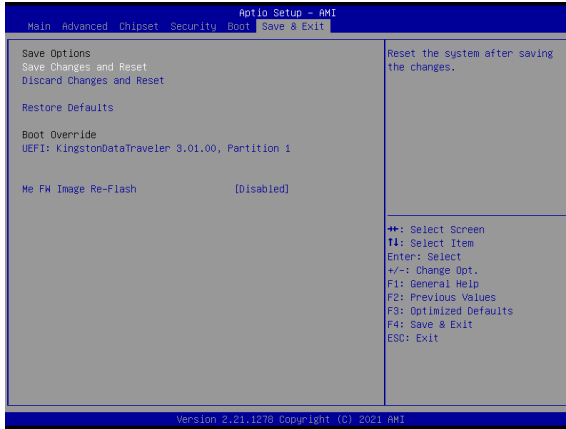 Aptio Setup – AMI
Main Advanced Chipset Security Boot Save & Exit
Save Options
Save Changes and Reset
Discard Changes and Reset
Restore Defaults
Boot Override
UEFI: KingstonDataTraveler 3.01.00, Partition 1
Me FW Image Re-Flash [Disabled]
Reset the system after saving
the changes.
→←: Select Screen
↑↓: Select Item
Enter: Select
+/-: Change Opt.
F1: General Help
F2: Previous Values
F3: Optimized Defaults
F4: Save & Exit
ESC: Exit
Version 2.21.1278 Copyright (C) 2021 AMI